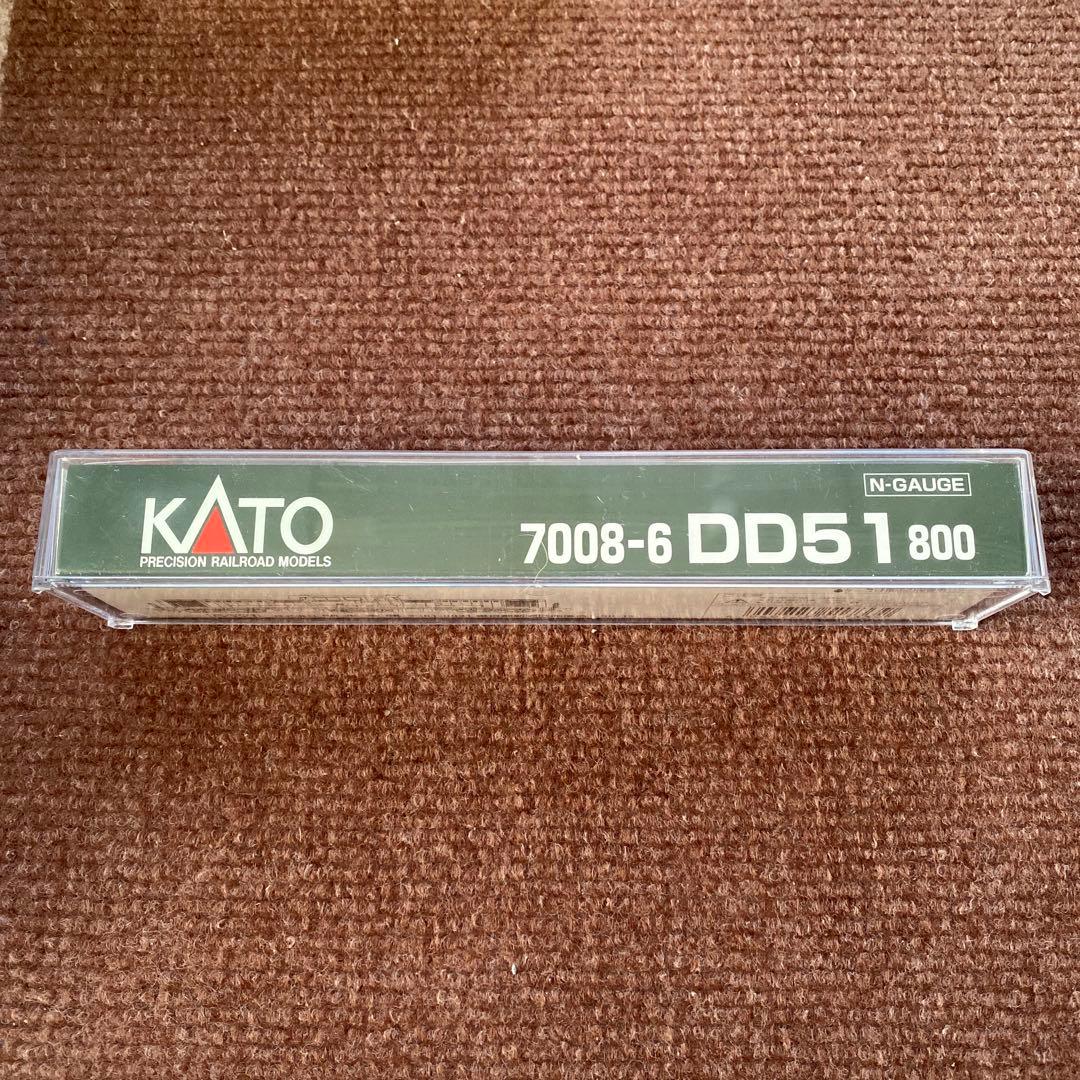 KATO
PRECISION RAILROAD MODELS
N-GAUGE
7008-6 DD51 800